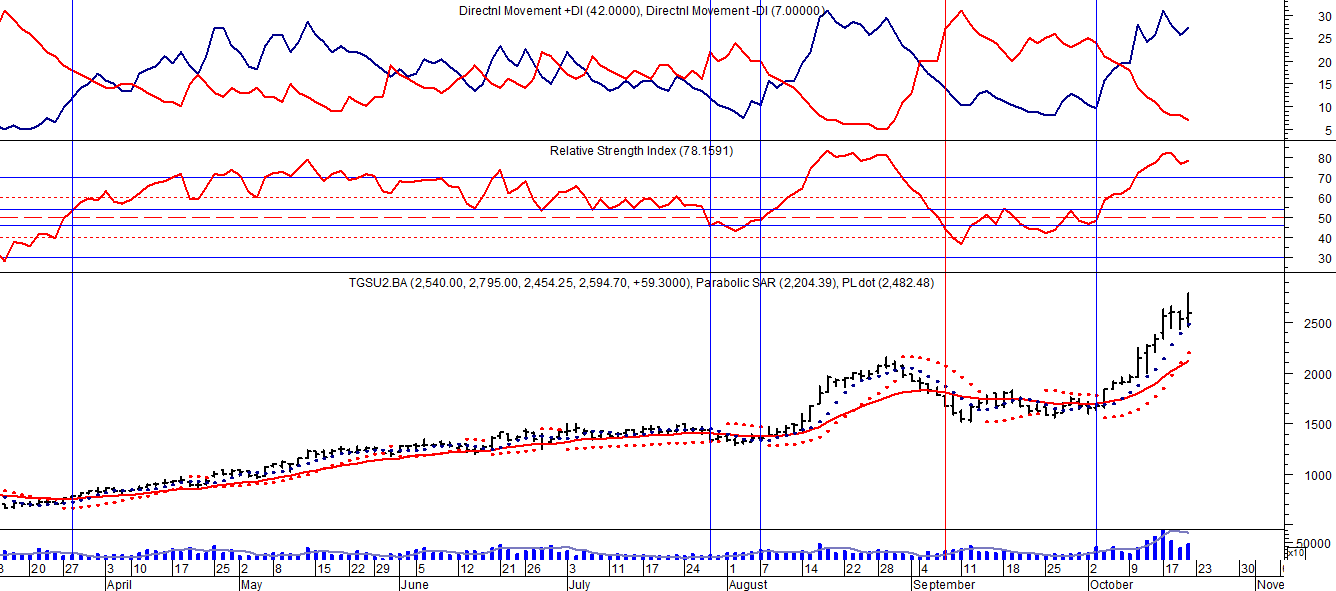 Directnl Movement +DI (42.0000), Directnl Movement -DI (7.00000)
30
25
20
15
10
5
Relative Strength Index (78.1591)
80
70
60
50
40
30
TGSU2.BA (2,540.00, 2,795.00, 2,454.25, 2,594.70, +59.3000), Parabolic SAR (2,204.39), PLdot (2,482.48)
2500
2000
1500
1000
50000
x10
3 20 27 3 10 17 25 2 8 15 22 29 5 12 21 26 3 11 17 24 1 7 14 22 28 4 11 18 25 2 9 17 23 30
April May June July August September October Nove